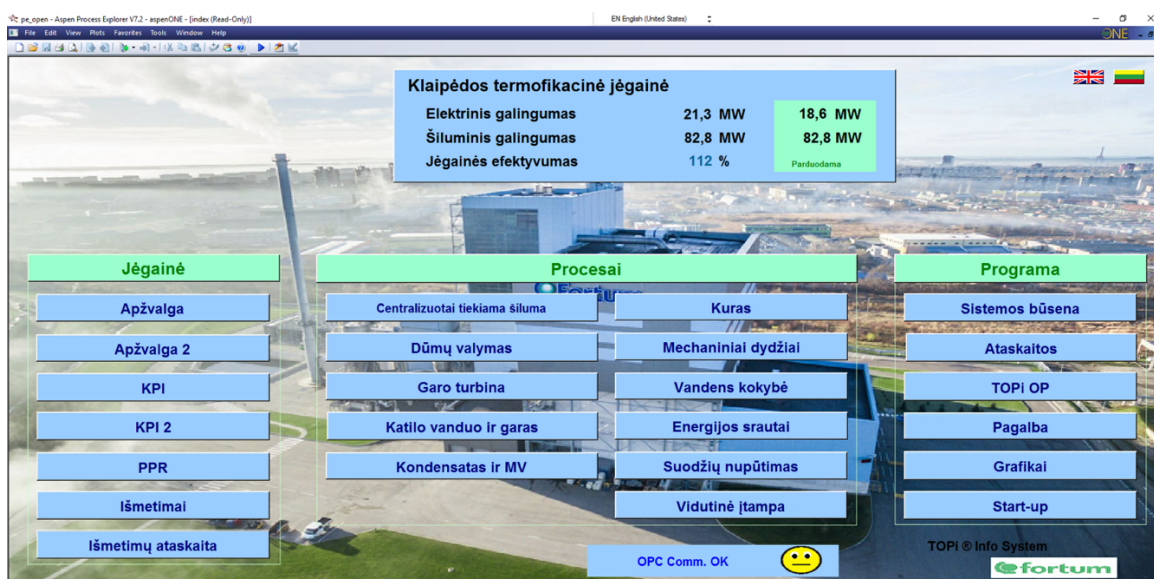 pe_open - Aspen Process Explorer V7.2 - aspenONE - [index (Read-Only)]
EN English (United States)
File Edit View Plots Favorites Tools Window Help
ONE
Klaipėdos termofikacinė jėgainė
Elektrinis galingumas 21,3 MW 18,6 MW
Šiluminis galingumas 82,8 MW 82,8 MW
Jėgainės efektyvumas 112 % Parduodama
Jėgainė
Apžvalga
Apžvalga 2
KPI
KPI 2
PPR
Išmetimai
Išmetimų ataskaita
Procesai
Centralizuotai tiekiama šiluma
Kuras
Dūmų valymas
Mechaniniai dydžiai
Garo turbina
Vandens kokybė
Katilo vanduo ir garas
Energijos srautai
Kondensatas ir MV
Suodžių nupūtimas
Vidutinė įtampa
Programa
Sistemos būsena
Ataskaitos
TOPi OP
Pagalba
Grafikai
Start-up
Fortum
OPC Comm. OK
TOPi ® Info System
fortum